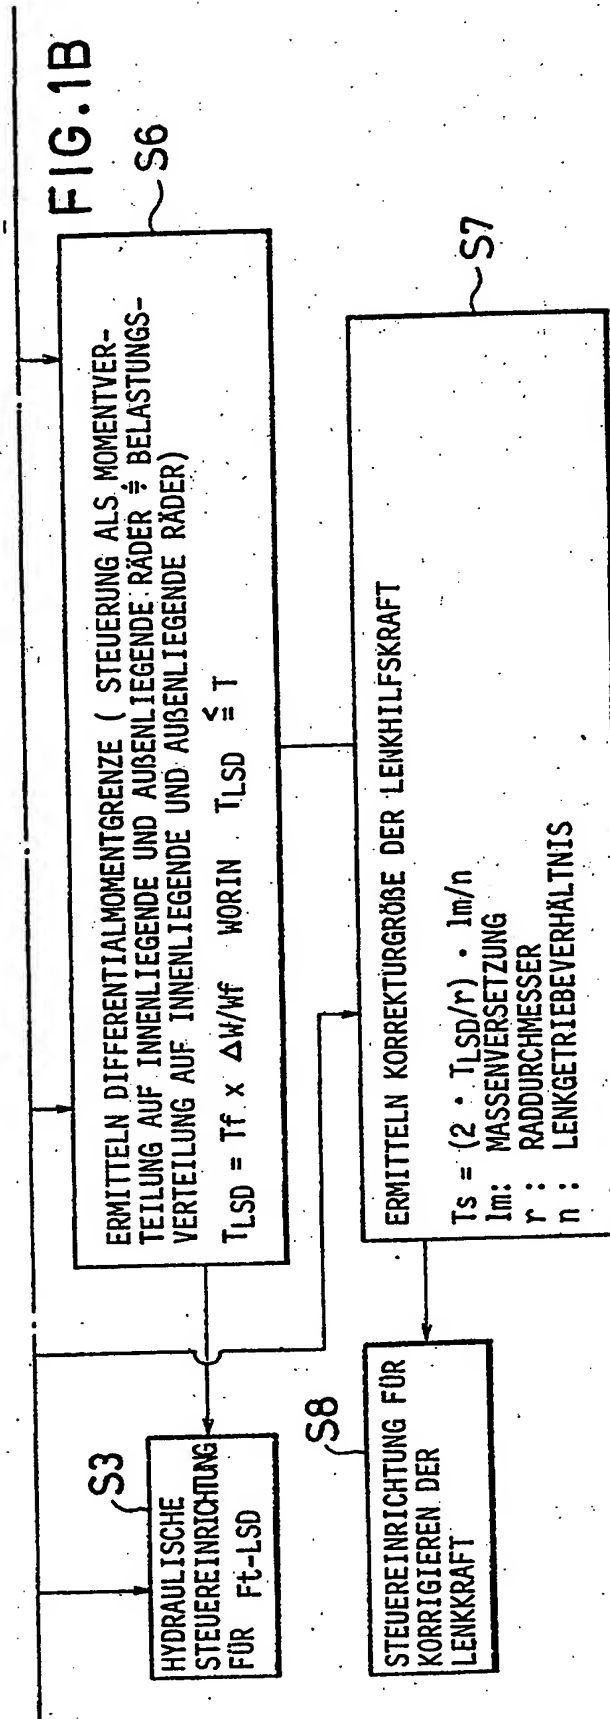 FIG.1B
S6
ERMITTELN DIFFERENTIALMOMENTGRENZE ( STEUERUNG ALS MOMENTVER-
TEILUNG AUF INNENLIEGENDE UND AUßENLIEGENDE RÄDER ≑ BELASTUNGS-
VERTEILUNG AUF INNENLIEGENDE UND AUßENLIEGENDE RÄDER)
TLSD = Tf x ΔW/Wf WORIN TLSD ≦ T
S3
HYDRAULISCHE
STEUEREINRICHTUNG
FÜR Ft-LSD
S7
ERMITTELN KORREKTURGRÖßE DER LENKHILFSKRAFT
Ts = (2 · TLSD/r) · lm/n
lm: MASSENVERSETZUNG
r : RADDURCHMESSER
n : LENKGETRIEBEVERHÄLTNIS
S8
STEUEREINRICHTUNG FÜR
KORRIGIEREN DER
LENKKRAFT